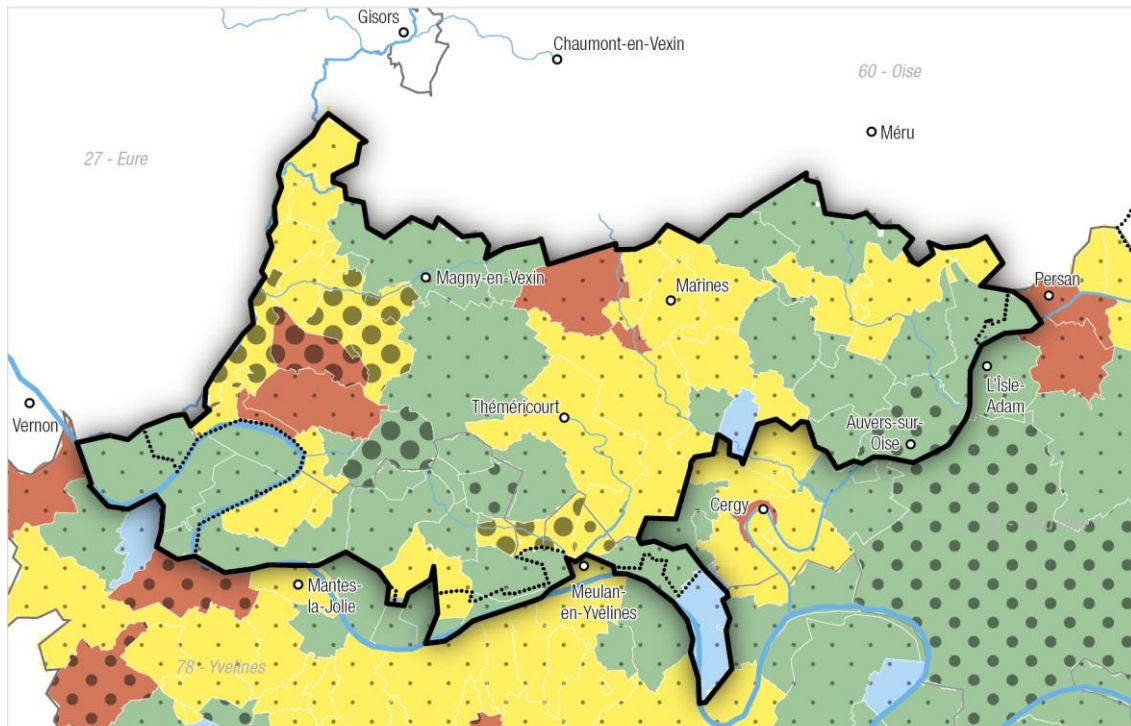 Gisors
Chaumont-en-Vexin
60 - Oise
Méru
27 - Eure
Magny-en-Vexin
Marines
Persan
L'Isle-
Adam
Vernon
Théméricourt
Auvers-sur-
Oise
Cergy
Mantes-
la-Jolie
Meulan-
en-Yvelines
78 - Yvelines